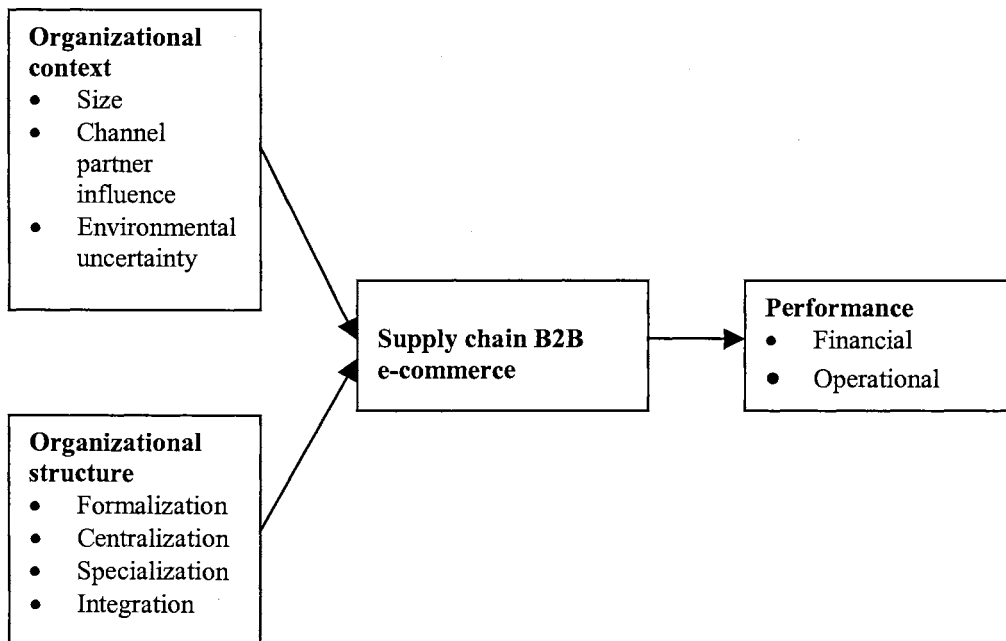 Organizational
context
• Size
• Channel
partner
influence
• Environmental
uncertainty
Organizational
structure
• Formalization
• Centralization
• Specialization
• Integration
Supply chain B2B
e-commerce
Performance
• Financial
• Operational